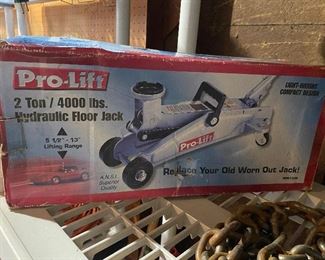 Pro-Lift
LIGHT-WEIGHT
COMPACT DESIGN
2 Ton / 4000 lbs.
Hydraulic Floor Jack
5 1/2" - 13"
Lifting Range
Pro-Lift
A.N.S.I.
Superior
Quality
Replace Your Old Worn Out Jack!